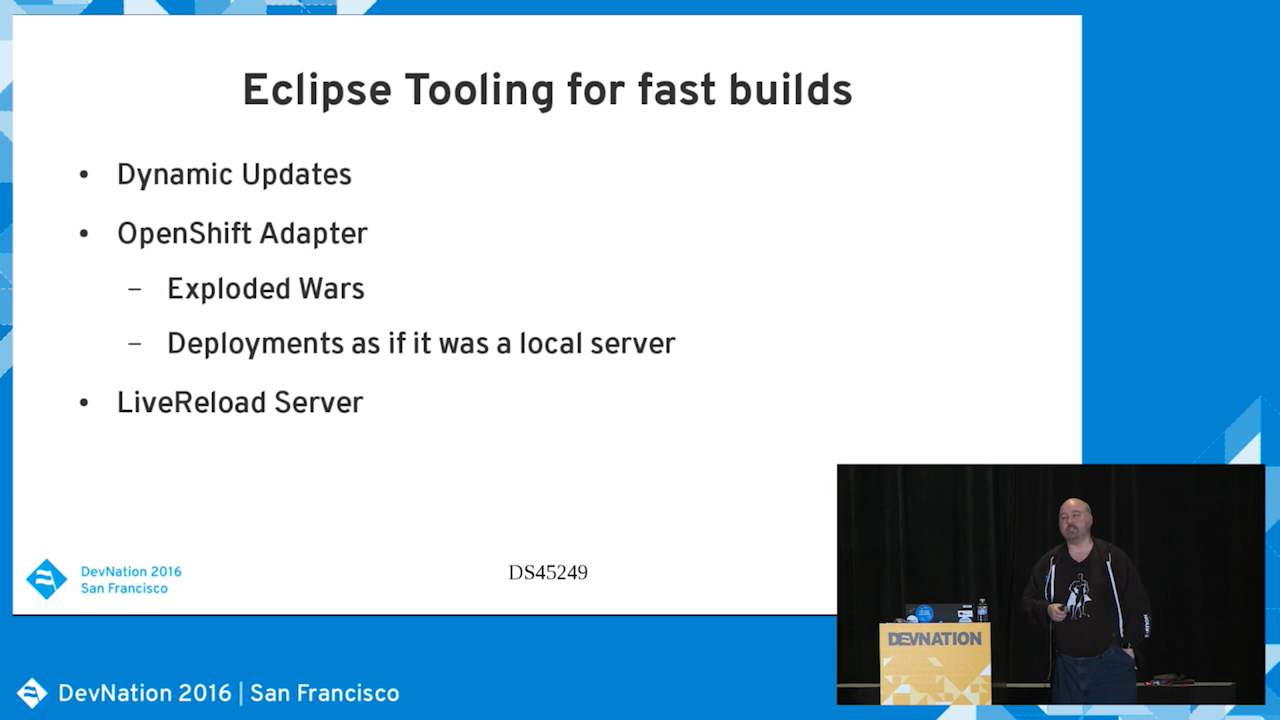 Eclipse Tooling for fast builds
• Dynamic Updates
• OpenShift Adapter
– Exploded Wars
– Deployments as if it was a local server
• LiveReload Server
DevNation 2016
San Francisco
DS45249
DEVNATION
DevNation 2016 | San Francisco